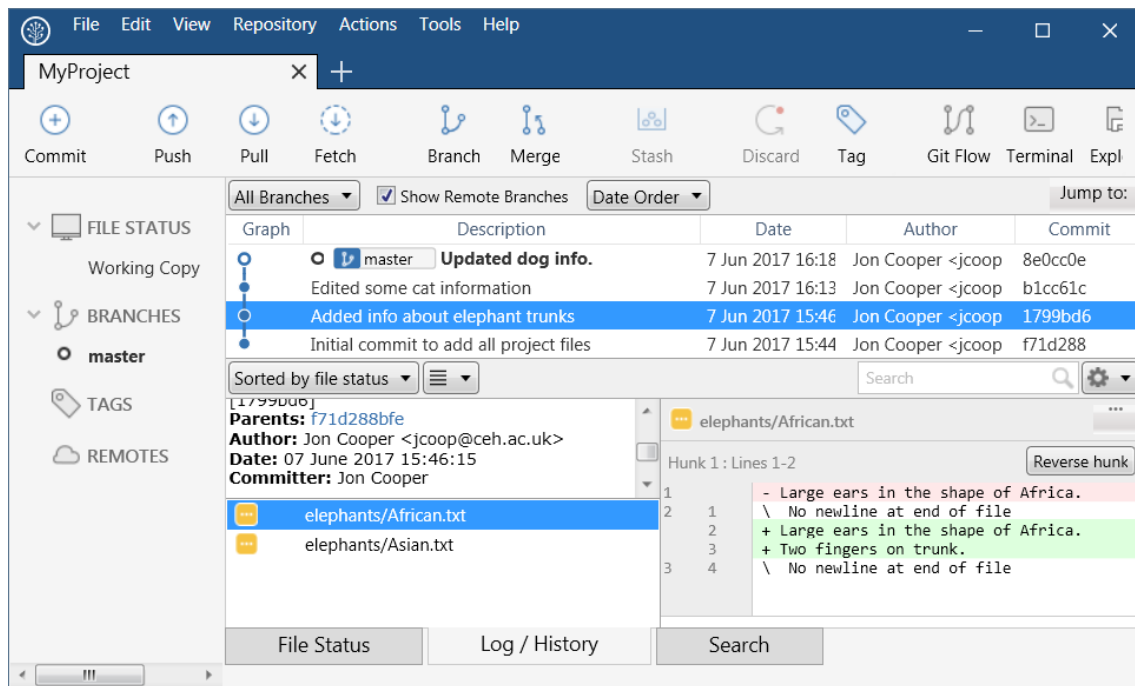 File Edit View Repository Actions Tools Help
MyProject
Commit Push Pull Fetch Branch Merge Stash Discard Tag Git Flow Terminal Expl
All Branches Show Remote Branches Date Order Jump to:
FILE STATUS
Working Copy
BRANCHES
master
TAGS
REMOTES
Graph Description Date Author Commit
master Updated dog info. 7 Jun 2017 16:18 Jon Cooper <jcoop 8e0cc0e
Edited some cat information 7 Jun 2017 16:13 Jon Cooper <jcoop b1cc61c
Added info about elephant trunks 7 Jun 2017 15:46 Jon Cooper <jcoop 1799bd6
Initial commit to add all project files 7 Jun 2017 15:44 Jon Cooper <jcoop f71d288
Sorted by file status Search
[1799bd6]
Parents: f71d288bfe
Author: Jon Cooper <jcoop@ceh.ac.uk>
Date: 07 June 2017 15:46:15
Committer: Jon Cooper
elephants/African.txt
elephants/Asian.txt
elephants/African.txt
Hunk 1 : Lines 1-2 Reverse hunk
1 - Large ears in the shape of Africa.
2 1 \ No newline at end of file
2 + Large ears in the shape of Africa.
3 + Two fingers on trunk.
3 4 \ No newline at end of file
File Status Log / History Search